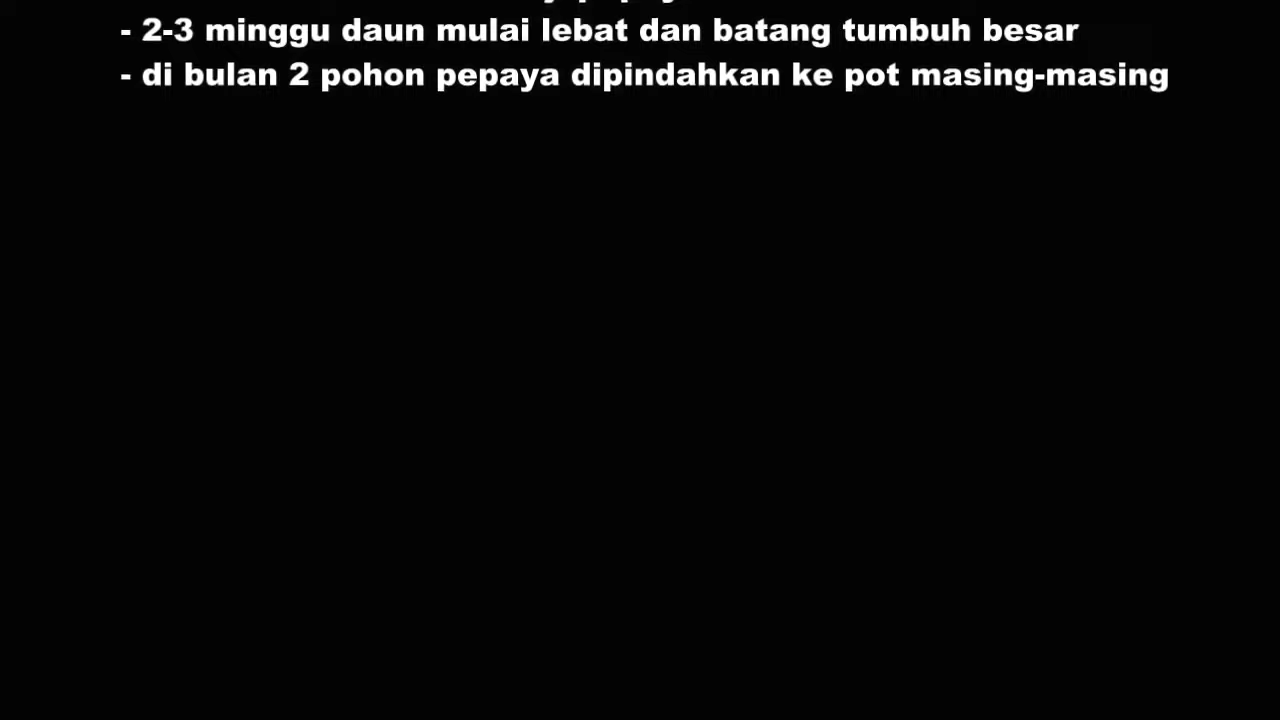 - 2-3 minggu daun mulai lebat dan batang tumbuh besar
- di bulan 2 pohon pepaya dipindahkan ke pot masing-masing